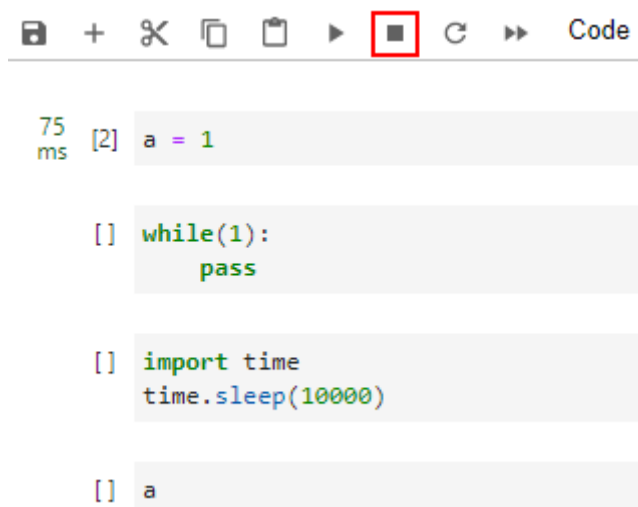 Code
75
ms [2] a = 1
[ ] while(1):
pass
[ ] import time
time.sleep(10000)
[ ] a